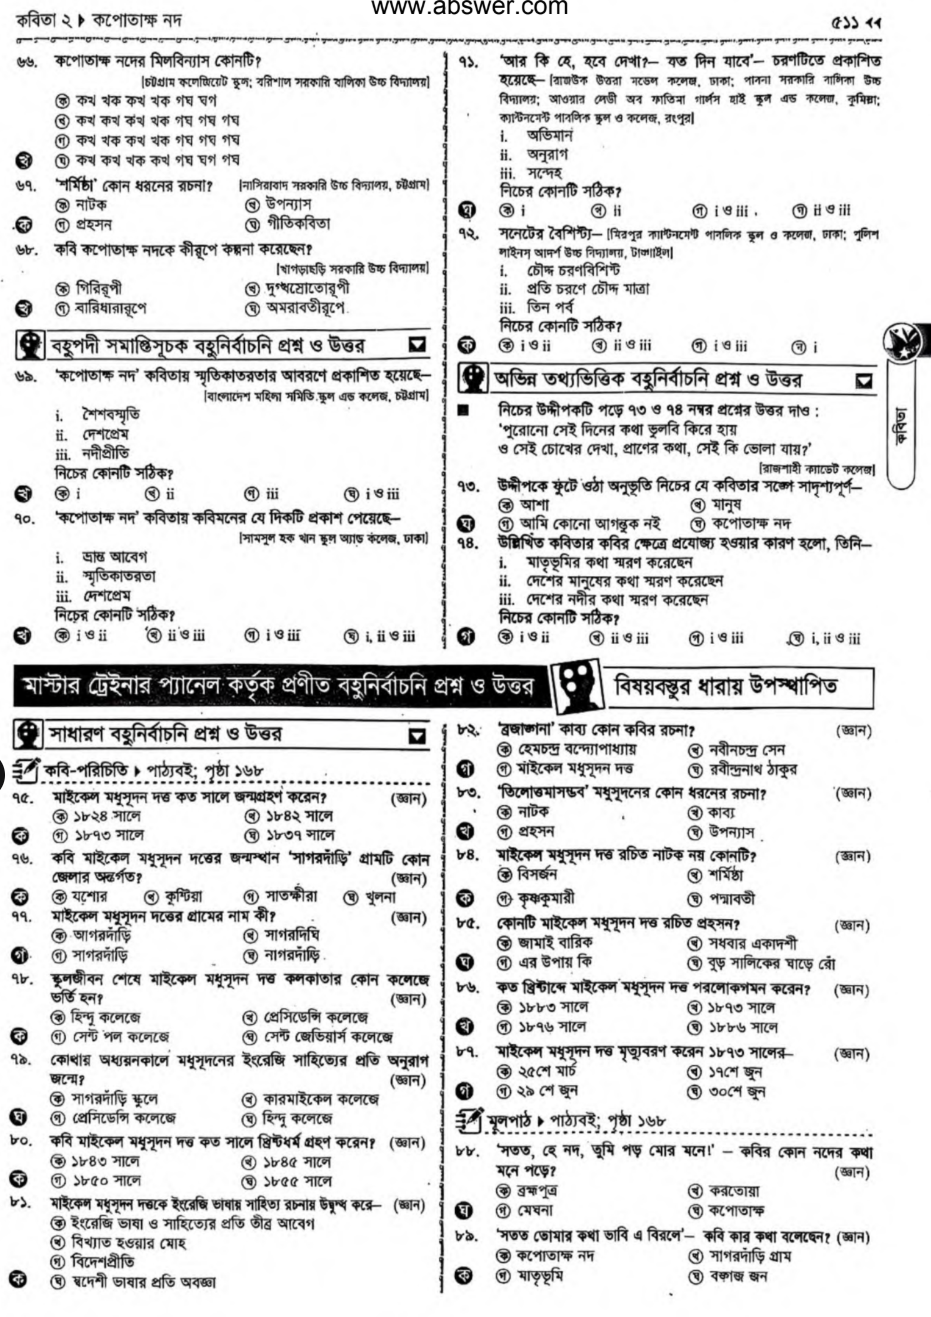 www.abswer.com
কবিতা ২ ▶ কপোতাক্ষ নদ
৫১১ ◀◀
৬৬. কপোতাক্ষ নদের মিলবিন্যাস কোনটি?
[চট্টগ্রাম কলেজিয়েট স্কুল; বরিশাল সরকারি বালিকা উচ্চ বিদ্যালয়]
ক কখ খক কখ খক গঘ ঘগ
খ কখ কখ কখ খক গঘ গঘ গঘ
গ কখ খক কখ খক গঘ গঘ গঘ
খ ঘ কখ কখ খক কখ গঘ ঘগ গঘ
৬৭. 'শর্মিষ্ঠা' কোন ধরনের রচনা? [নাসিরাবাদ সরকারি উচ্চ বিদ্যালয়, চট্টগ্রাম]
ক নাটক খ উপন্যাস
ক গ প্রহসন ঘ গীতিকবিতা
৬৮. কবি কপোতাক্ষ নদকে কীরূপে কল্পনা করেছেন?
[খাগড়াছড়ি সরকারি উচ্চ বিদ্যালয়]
ক গিরিরূপী খ দুগ্ধস্রোতোরূপী
খ গ বারিধারারূপে ঘ অমরাবতীরূপে
বহুপদী সমাপ্তিসূচক বহুনির্বাচনি প্রশ্ন ও উত্তর
৬৯. 'কপোতাক্ষ নদ' কবিতায় স্মৃতিকাতরতার আবরণে প্রকাশিত হয়েছে—
[বাংলাদেশ মহিলা সমিতি স্কুল এন্ড কলেজ, চট্টগ্রাম]
i. শৈশবস্মৃতি
ii. দেশপ্রেম
iii. নদীপ্রীতি
নিচের কোনটি সঠিক?
খ ক i খ ii গ iii ঘ i ও iii
৭০. 'কপোতাক্ষ নদ' কবিতায় কবিমনের যে দিকটি প্রকাশ পেয়েছে—
[সামসুল হক খান স্কুল অ্যান্ড কলেজ, ঢাকা]
i. ভ্রান্ত আবেগ
ii. স্মৃতিকাতরতা
iii. দেশপ্রেম
নিচের কোনটি সঠিক?
খ ক i ও ii খ ii ও iii গ i ও iii ঘ i, ii ও iii
৭১. 'আর কি হে, হবে দেখা?— যত দিন যাবে'— চরণটিতে প্রকাশিত
হয়েছে— [রাজউক উত্তরা মডেল কলেজ, ঢাকা; পাবনা সরকারি বালিকা উচ্চ
বিদ্যালয়; আওয়ার লেডী অব ফাতিমা গার্লস হাই স্কুল এন্ড কলেজ, কুমিল্লা;
ক্যান্টনমেন্ট পাবলিক স্কুল ও কলেজ, রংপুর]
i. অভিমান
ii. অনুরাগ
iii. সন্দেহ
নিচের কোনটি সঠিক?
ঘ ক i খ ii গ i ও iii ঘ ii ও iii
৭২. সনেটের বৈশিষ্ট্য— [মিরপুর ক্যান্টনমেন্ট পাবলিক স্কুল ও কলেজ, ঢাকা; পুলিশ
লাইনস্ আদর্শ উচ্চ বিদ্যালয়, টাঙ্গাইল]
i. চৌদ্দ চরণবিশিষ্ট
ii. প্রতি চরণে চৌদ্দ মাত্রা
iii. তিন পর্ব
নিচের কোনটি সঠিক?
ক ক i ও ii খ ii ও iii গ i ও iii ঘ i
অভিন্ন তথ্যভিত্তিক বহুনির্বাচনি প্রশ্ন ও উত্তর
■ নিচের উদ্দীপকটি পড়ে ৭৩ ও ৭৪ নম্বর প্রশ্নের উত্তর দাও :
'পুরোনো সেই দিনের কথা ভুলবি কিরে হায়
ও সেই চোখের দেখা, প্রাণের কথা, সেই কি ভোলা যায়?'
[রাজশাহী ক্যাডেট কলেজ]
৭৩. উদ্দীপকে ফুটে ওঠা অনুভূতি নিচের যে কবিতার সঙ্গে সাদৃশ্যপূর্ণ—
ক আশা খ মানুষ
ঘ গ আমি কোনো আগন্তুক নই ঘ কপোতাক্ষ নদ
৭৪. উল্লিখিত কবিতার কবির ক্ষেত্রে প্রযোজ্য হওয়ার কারণ হলো, তিনি—
i. মাতৃভূমির কথা স্মরণ করেছেন
ii. দেশের মানুষের কথা স্মরণ করেছেন
iii. দেশের নদীর কথা স্মরণ করেছেন
নিচের কোনটি সঠিক?
গ ক i ও ii খ ii ও iii গ i ও iii ঘ i, ii ও iii
কবিতা
মাস্টার ট্রেইনার প্যানেল কর্তৃক প্রণীত বহুনির্বাচনি প্রশ্ন ও উত্তর
বিষয়বস্তুর ধারায় উপস্থাপিত
সাধারণ বহুনির্বাচনি প্রশ্ন ও উত্তর
কবি-পরিচিতি ▶ পাঠ্যবই; পৃষ্ঠা ১৬৮
৭৫. মাইকেল মধুসূদন দত্ত কত সালে জন্মগ্রহণ করেন? (জ্ঞান)
ক ১৮২৪ সালে খ ১৮৪২ সালে
ক গ ১৮৭৩ সালে ঘ ১৮৩৭ সালে
৭৬. কবি মাইকেল মধুসূদন দত্তের জন্মস্থান 'সাগরদাঁড়ি' গ্রামটি কোন
জেলার অন্তর্গত? (জ্ঞান)
ক ক যশোর খ কুষ্টিয়া গ সাতক্ষীরা ঘ খুলনা
৭৭. মাইকেল মধুসূদন দত্তের গ্রামের নাম কী? (জ্ঞান)
ক আগরদাঁড়ি খ সাগরদিঘি
গ গ সাগরদাঁড়ি ঘ নাগরদাঁড়ি
৭৮. স্কুলজীবন শেষে মাইকেল মধুসূদন দত্ত কলকাতার কোন কলেজে
ভর্তি হন? (জ্ঞান)
ক হিন্দু কলেজে খ প্রেসিডেন্সি কলেজে
ক গ সেন্ট পল কলেজে ঘ সেন্ট জেভিয়ার্স কলেজে
৭৯. কোথায় অধ্যয়নকালে মধুসূদনের ইংরেজি সাহিত্যের প্রতি অনুরাগ
জন্মে? (জ্ঞান)
ক সাগরদাঁড়ি স্কুলে খ কারমাইকেল কলেজে
ঘ গ প্রেসিডেন্সি কলেজে ঘ হিন্দু কলেজে
৮০. কবি মাইকেল মধুসূদন দত্ত কত সালে খ্রিষ্টধর্ম গ্রহণ করেন? (জ্ঞান)
ক ১৮৪৩ সালে খ ১৮৪৫ সালে
ক গ ১৮৫০ সালে ঘ ১৮৫৫ সালে
৮১. মাইকেল মধুসূদন দত্তকে ইংরেজি ভাষায় সাহিত্য রচনায় উদ্বুদ্ধ করে— (জ্ঞান)
ক ইংরেজি ভাষা ও সাহিত্যের প্রতি তীব্র আবেগ
খ বিখ্যাত হওয়ার মোহ
গ বিদেশপ্রীতি
ক ঘ স্বদেশী ভাষার প্রতি অবজ্ঞা
৮২. 'ব্রজাঙ্গনা' কাব্য কোন কবির রচনা? (জ্ঞান)
ক হেমচন্দ্র বন্দ্যোপাধ্যায় খ নবীনচন্দ্র সেন
গ গ মাইকেল মধুসূদন দত্ত ঘ রবীন্দ্রনাথ ঠাকুর
৮৩. 'তিলোত্তমাসম্ভব' মধুসূদনের কোন ধরনের রচনা? (জ্ঞান)
ক নাটক খ কাব্য
খ গ প্রহসন ঘ উপন্যাস
৮৪. মাইকেল মধুসূদন দত্ত রচিত নাটক নয় কোনটি? (জ্ঞান)
ক বিসর্জন খ শর্মিষ্ঠা
ক গ কৃষ্ণকুমারী ঘ পদ্মাবতী
৮৫. কোনটি মাইকেল মধুসূদন দত্ত রচিত প্রহসন? (জ্ঞান)
ক জামাই বারিক খ সধবার একাদশী
ঘ গ এর উপায় কি ঘ বুড় সালিকের ঘাড়ে রোঁ
৮৬. কত খ্রিষ্টাব্দে মাইকেল মধুসূদন দত্ত পরলোকগমন করেন? (জ্ঞান)
ক ১৮৮৩ সালে খ ১৮৭৩ সালে
খ গ ১৮৭৬ সালে ঘ ১৮৮৬ সালে
৮৭. মাইকেল মধুসূদন দত্ত মৃত্যুবরণ করেন ১৮৭৩ সালের— (জ্ঞান)
ক ২৫শে মার্চ খ ১৭শে জুন
গ গ ২৯ শে জুন ঘ ৩০শে জুন
মূলপাঠ ▶ পাঠ্যবই; পৃষ্ঠা ১৬৮
৮৮. 'সতত, হে নদ, তুমি পড় মোর মনে।' – কবির কোন নদের কথা
মনে পড়ে? (জ্ঞান)
ক ব্রহ্মপুত্র খ করতোয়া
ঘ গ মেঘনা ঘ কপোতাক্ষ
৮৯. 'সতত তোমার কথা ভাবি এ বিরলে'— কবি কার কথা বলেছেন? (জ্ঞান)
ক কপোতাক্ষ নদ খ সাগরদাঁড়ি গ্রাম
ক গ মাতৃভূমি ঘ বঙ্গজ জন